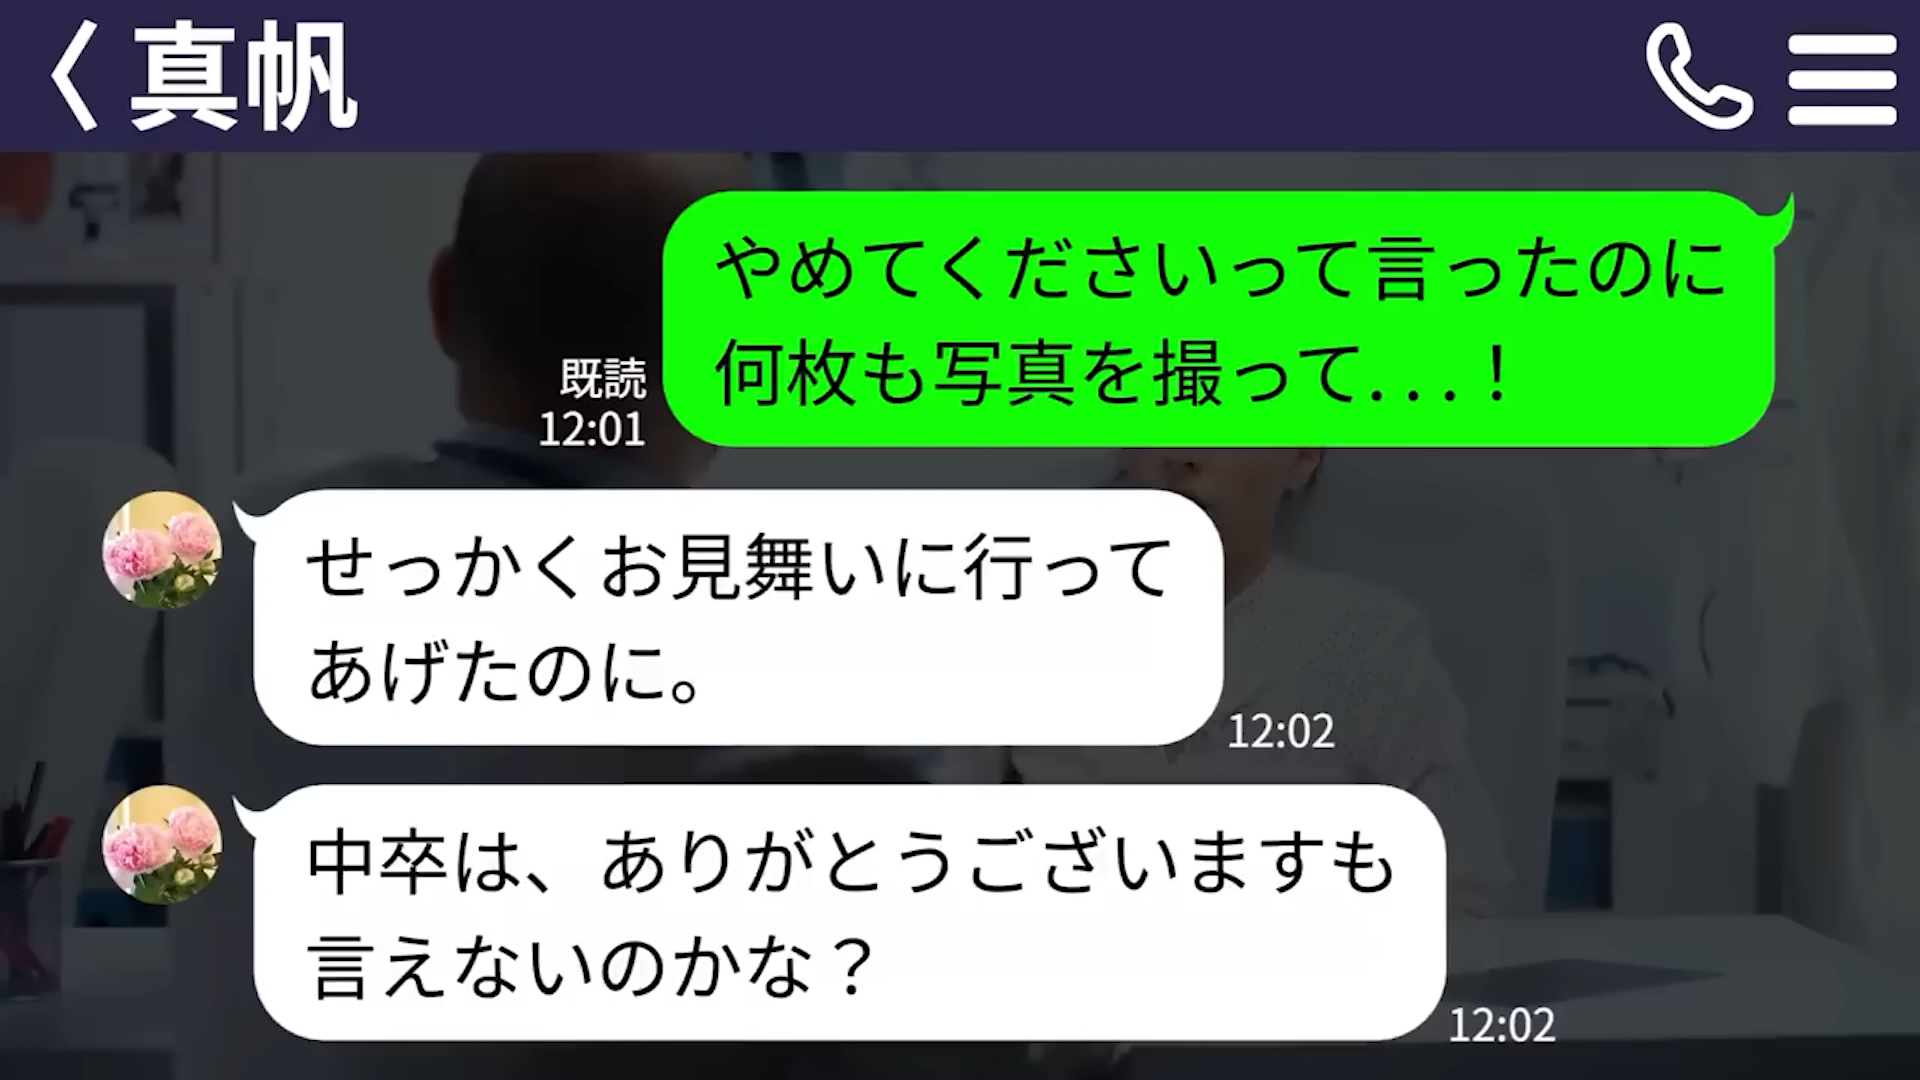 真帆
やめてくださいって言ったのに
何枚も写真を撮って...！
既読
12:01
せっかくお見舞いに行って
あげたのに。
12:02
中卒は、ありがとうございますも
言えないのかな？
12:02